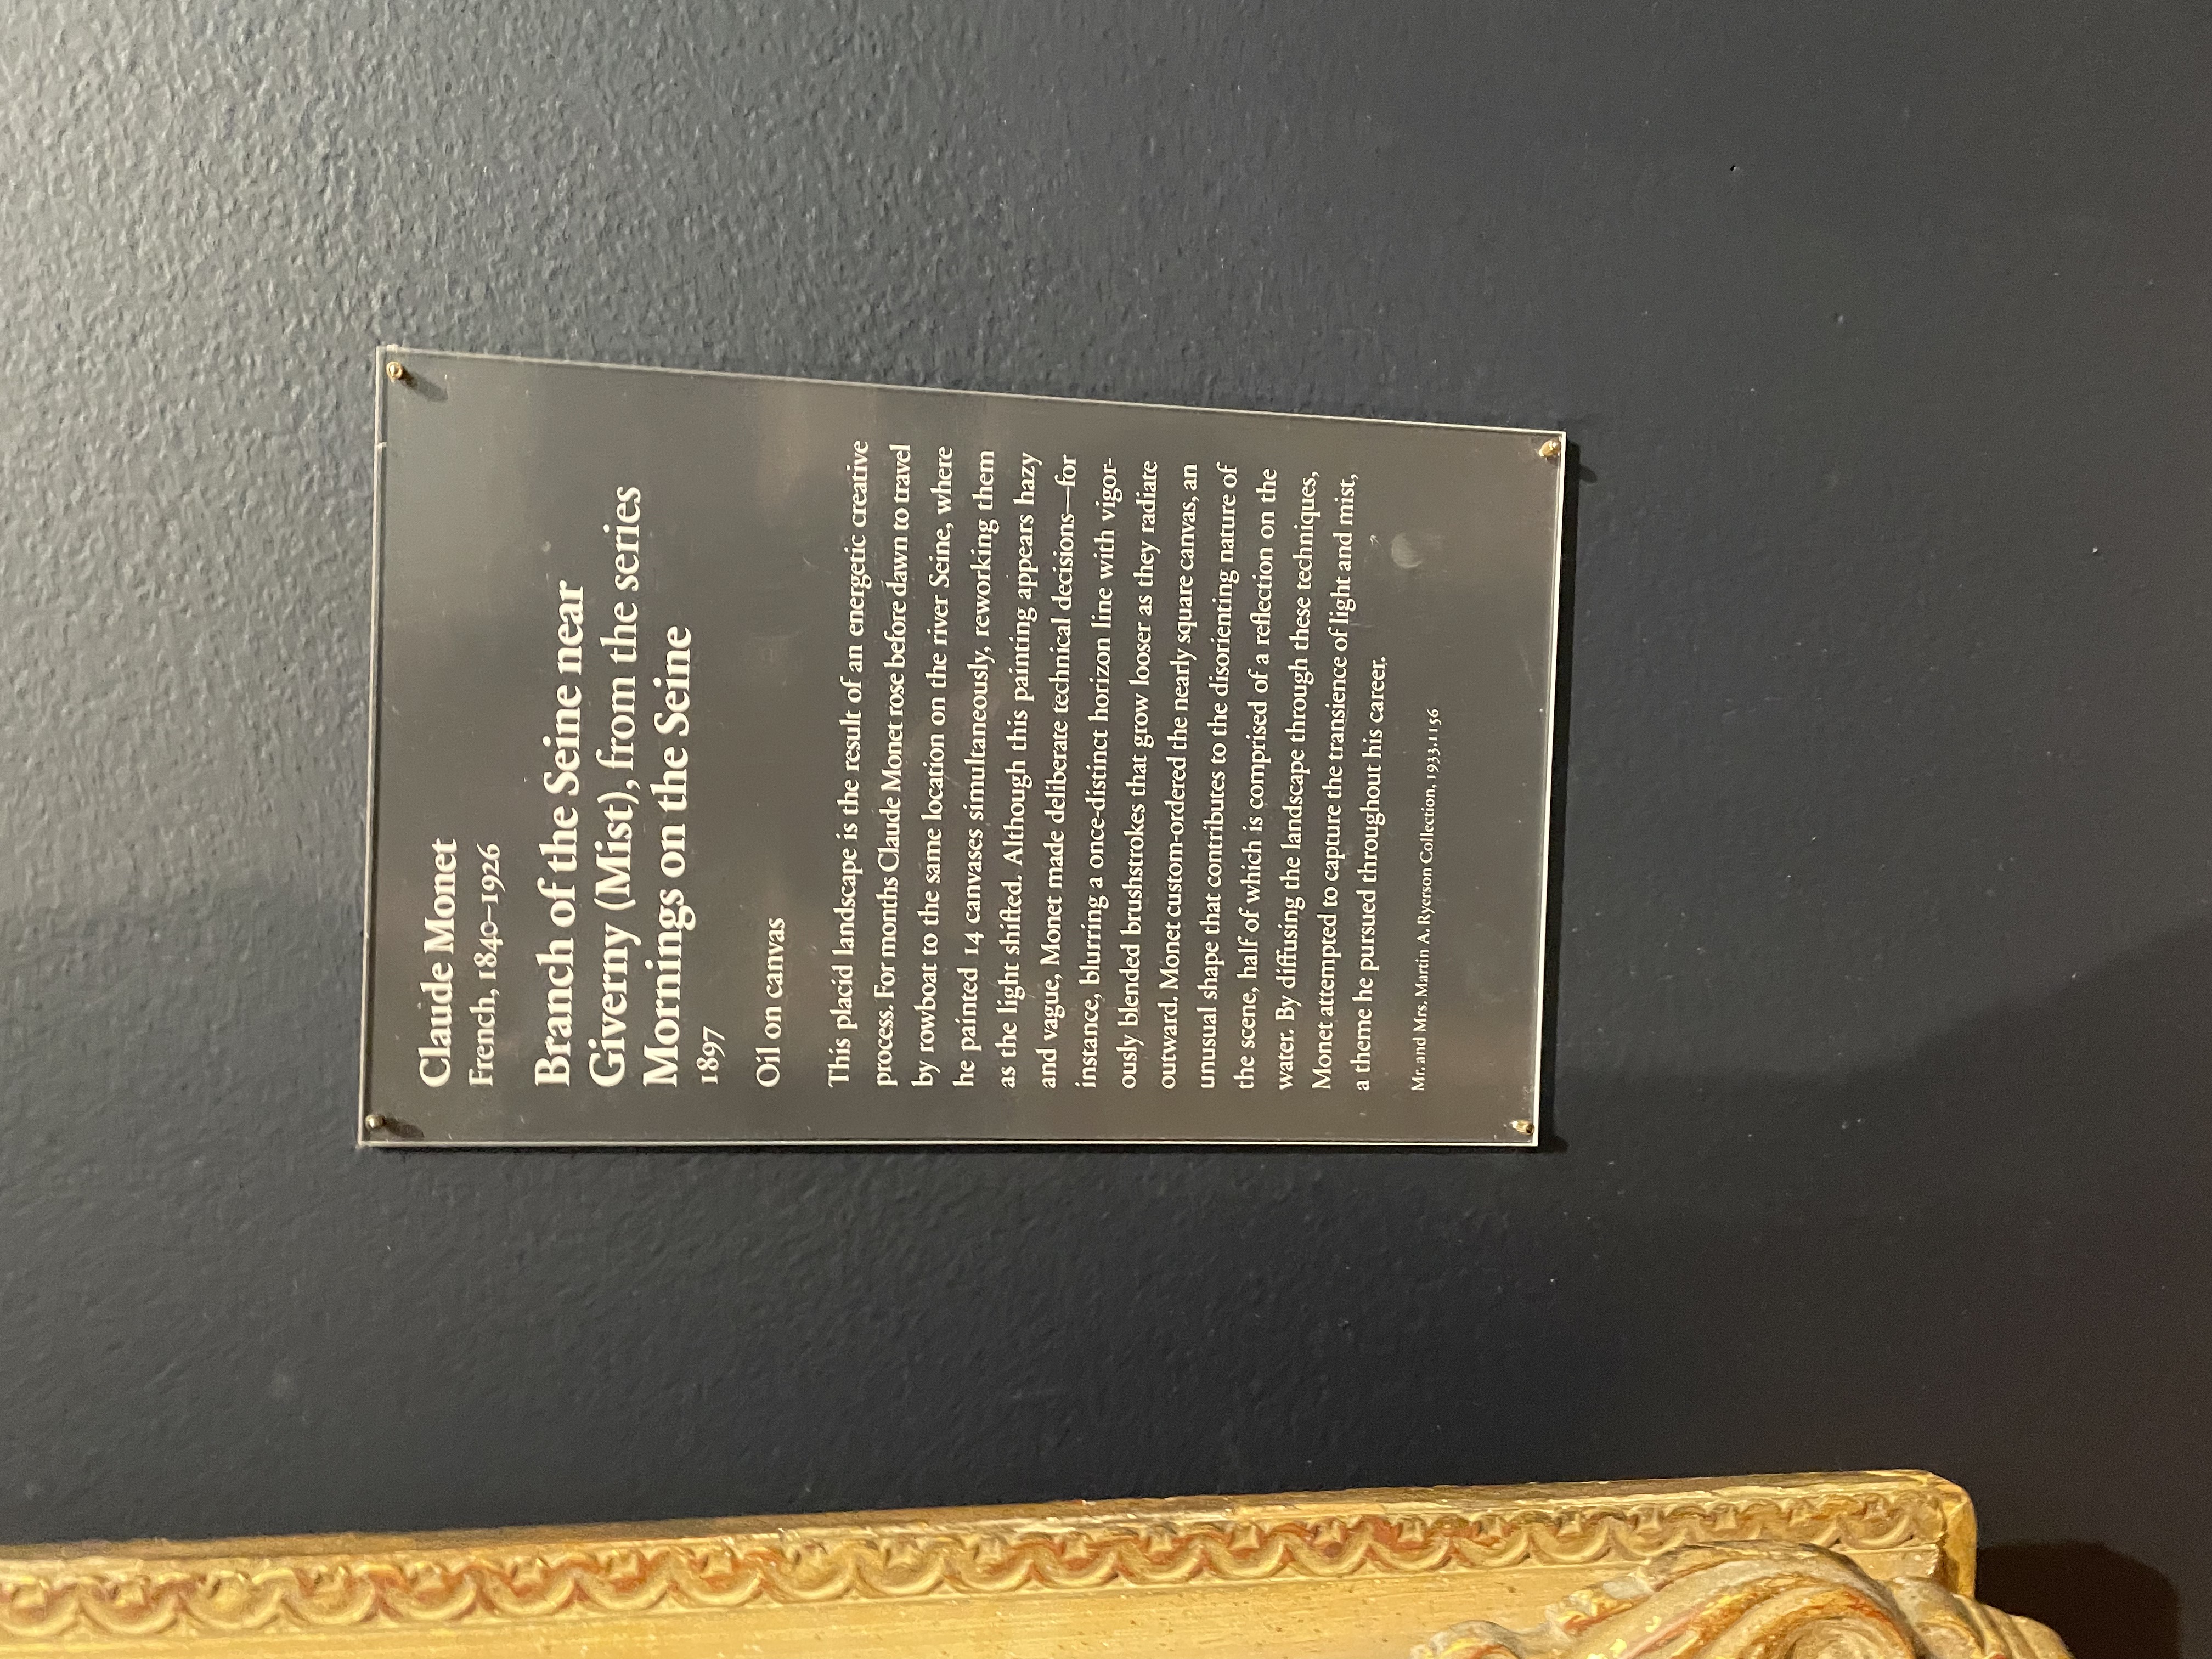 Claude Monet
French, 1840–1926
Branch of the Seine near
Giverny (Mist), from the series
Mornings on the Seine
1897
Oil on canvas
This placid landscape is the result of an energetic creative
process. For months Claude Monet rose before dawn to travel
by rowboat to the same location on the river Seine, where
he painted 14 canvases simultaneously, reworking them
as the light shifted. Although this painting appears hazy
and vague, Monet made deliberate technical decisions—for
instance, blurring a once-distinct horizon line with vigor-
ously blended brushstrokes that grow looser as they radiate
outward. Monet custom-ordered the nearly square canvas, an
unusual shape that contributes to the disorienting nature of
the scene, half of which is comprised of a reflection on the
water. By diffusing the landscape through these techniques,
Monet attempted to capture the transience of light and mist,
a theme he pursued throughout his career.
Mr. and Mrs. Martin A. Ryerson Collection, 1933.1156